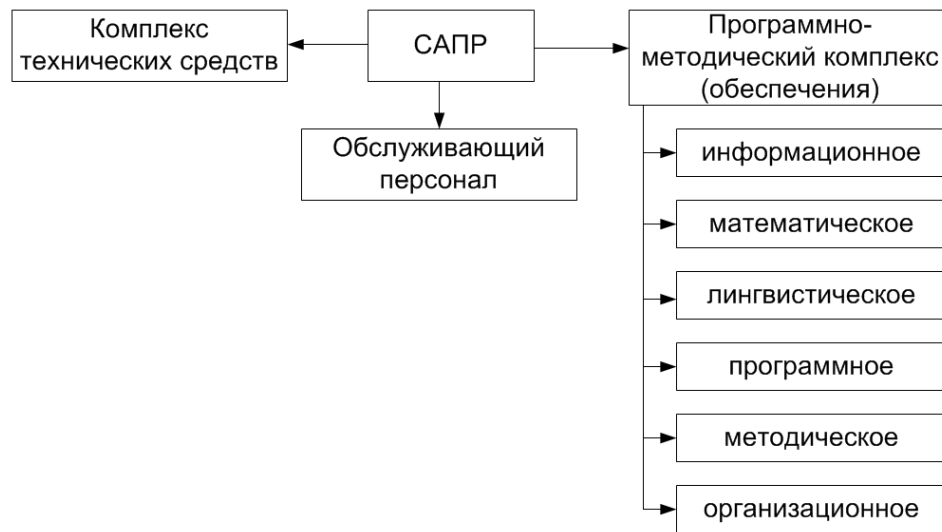 Комплекс
технических средств
САПР
Программно-
методический комплекс
(обеспечения)
Обслуживающий
персонал
информационное
математическое
лингвистическое
программное
методическое
организационное